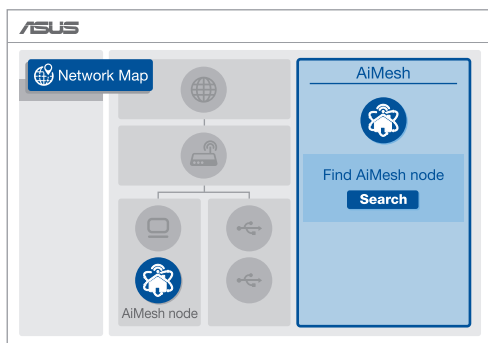 ASUS
Network Map
AiMesh
Find AiMesh node
Search
AiMesh node